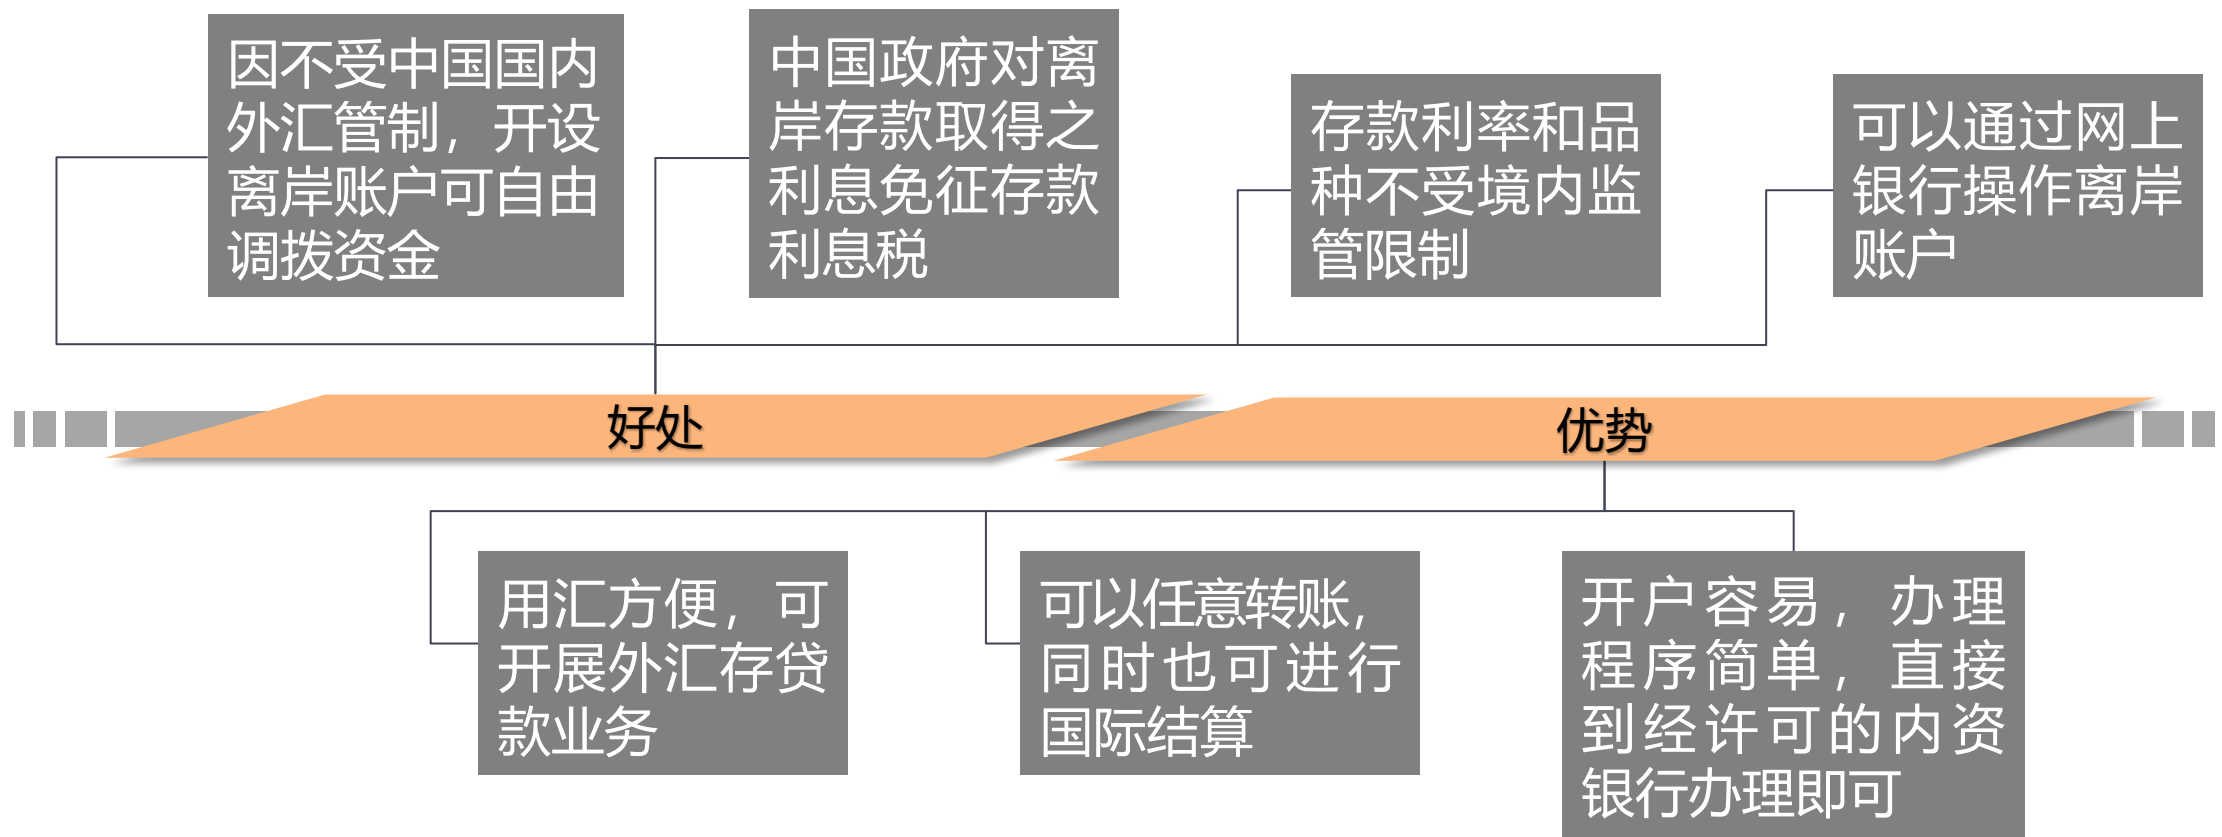 因不受中国国内
外汇管制，开设
离岸账户可自由
调拨资金
中国政府对离
岸存款取得之
利息免征存款
利息税
存款利率和品
种不受境内监
管限制
可以通过网上
银行操作离岸
账户
好处
优势
用汇方便，可
开展外汇存贷
款业务
可以任意转账，
同时也可进行
国际结算
开户容易，办理
程序简单，直接
到经许可的内资
银行办理即可